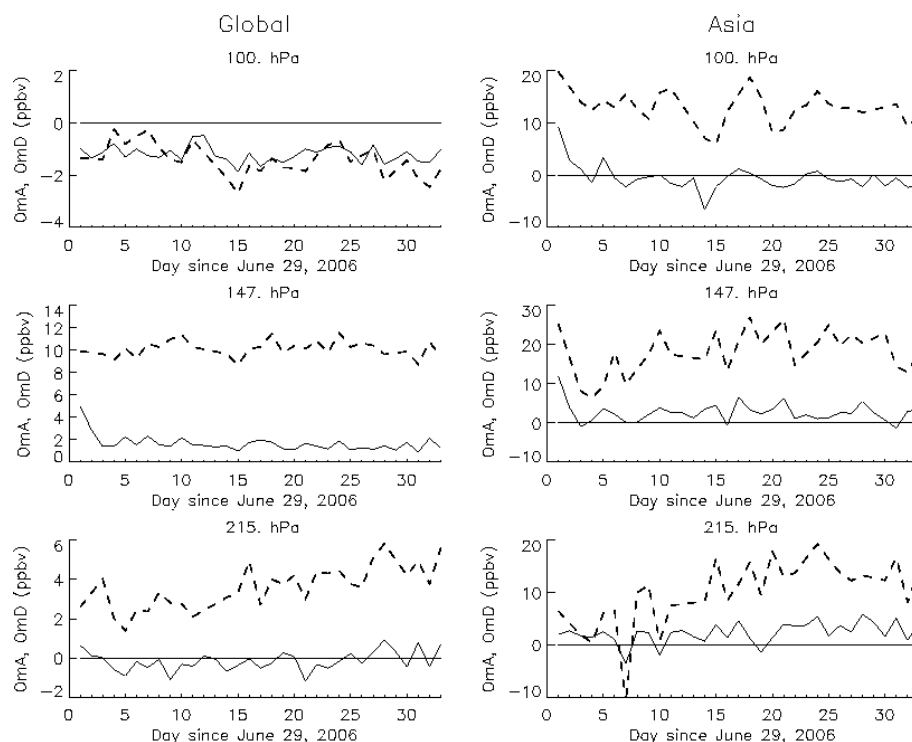 Global
Asia
100. hPa
100. hPa
OmA, OmD (ppbv)
2
0
−2
−4
0 5 10 15 20 25 30
Day since June 29, 2006
OmA, OmD (ppbv)
20
10
0
−10
0 5 10 15 20 25 30
Day since June 29, 2006
147. hPa
147. hPa
OmA, OmD (ppbv)
14
12
10
8
6
4
2
0
0 5 10 15 20 25 30
Day since June 29, 2006
OmA, OmD (ppbv)
30
20
10
0
−10
0 5 10 15 20 25 30
Day since June 29, 2006
215. hPa
215. hPa
OmA, OmD (ppbv)
6
4
2
0
−2
0 5 10 15 20 25 30
Day since June 29, 2006
OmA, OmD (ppbv)
20
10
0
−10
0 5 10 15 20 25 30
Day since June 29, 2006